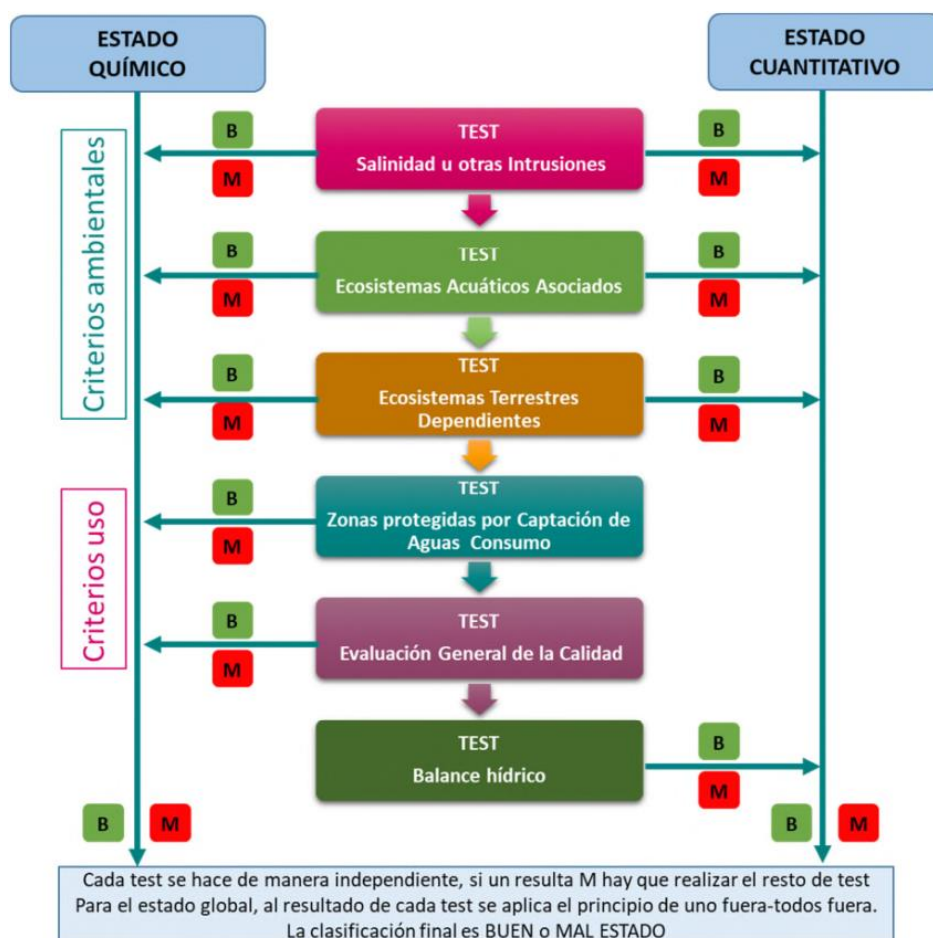 ESTADO
QUÍMICO
ESTADO
CUANTITATIVO
Criterios ambientales
Criterios uso
B
M
TEST
Salinidad u otras Intrusiones
B
M
B
M
TEST
Ecosistemas Acuáticos Asociados
B
M
B
M
TEST
Ecosistemas Terrestres
Dependientes
B
M
B
M
TEST
Zonas protegidas por Captación de
Aguas Consumo
B
M
TEST
Evaluación General de la Calidad
TEST
Balance hídrico
B
M
B
M
B
M
Cada test se hace de manera independiente, si un resulta M hay que realizar el resto de test
Para el estado global, al resultado de cada test se aplica el principio de uno fuera-todos fuera.
La clasificación final es BUEN o MAL ESTADO